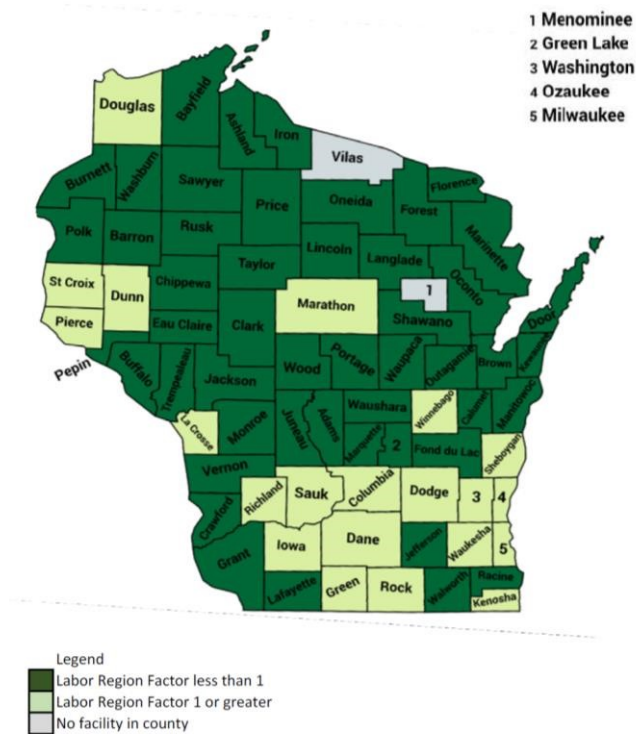 1 Menominee
2 Green Lake
3 Washington
4 Ozaukee
5 Milwaukee
Douglas
Bayfield
Ashland
Iron
Vilas
Burnett
Washburn
Sawyer
Price
Oneida
Forest
Florence
Marinette
Polk
Barron
Rusk
Taylor
Lincoln
Langlade
Oconto
1
St Croix
Dunn
Chippewa
Marathon
Shawano
Door
Pierce
Eau Claire
Clark
Pepin
Buffalo
Trempealeau
Jackson
Wood
Portage
Waupaca
Outagamie
Brown
Kewaunee
La Crosse
Monroe
Juneau
Adams
Waushara
Winnebago
Calumet
Manitowoc
Marquette
2
Fond du Lac
Sheboygan
Vernon
Crawford
Richland
Sauk
Columbia
Dodge
3
4
Grant
Iowa
Dane
Jefferson
Waukesha
5
Lafayette
Green
Rock
Walworth
Racine
Kenosha
Legend
Labor Region Factor less than 1
Labor Region Factor 1 or greater
No facility in county